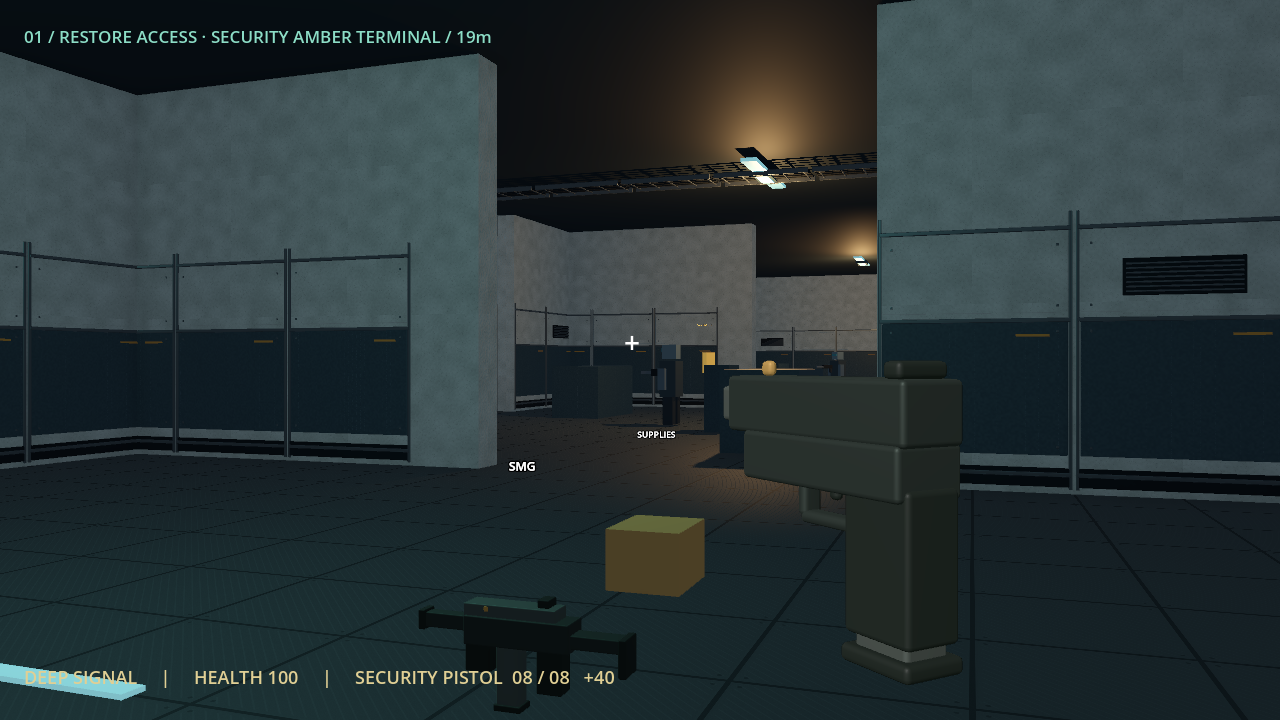 01 / RESTORE ACCESS · SECURITY AMBER TERMINAL / 19m
SUPPLIES
SMG
DEEP SIGNAL | HEALTH 100 | SECURITY PISTOL 08 / 08 +40